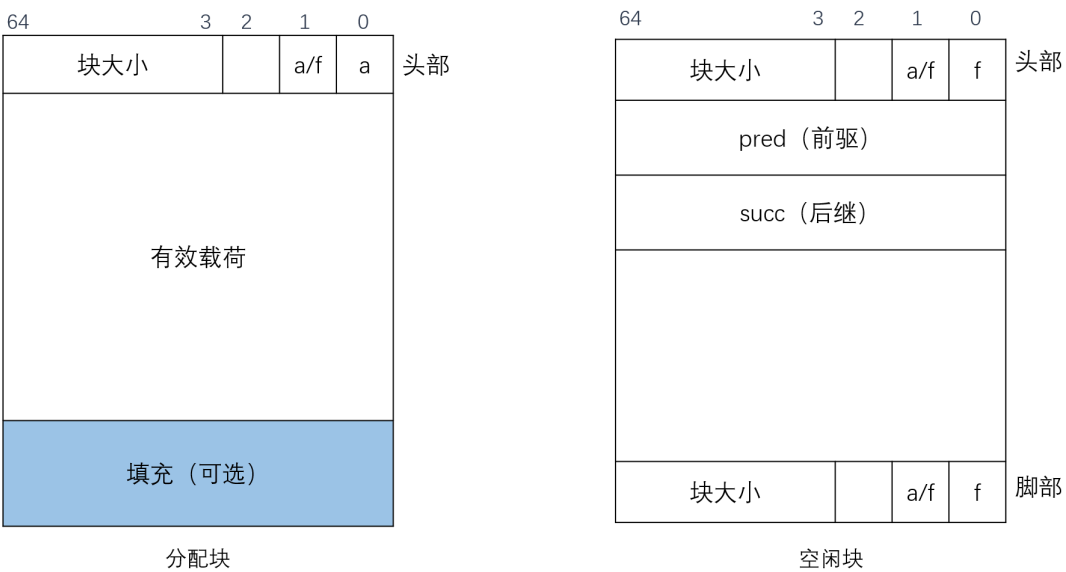 64 3 2 1 0
块大小 a/f a 头部
有效载荷
填充（可选）
分配块
64 3 2 1 0
块大小 a/f f 头部
pred（前驱）
succ（后继）
块大小 a/f f 脚部
空闲块